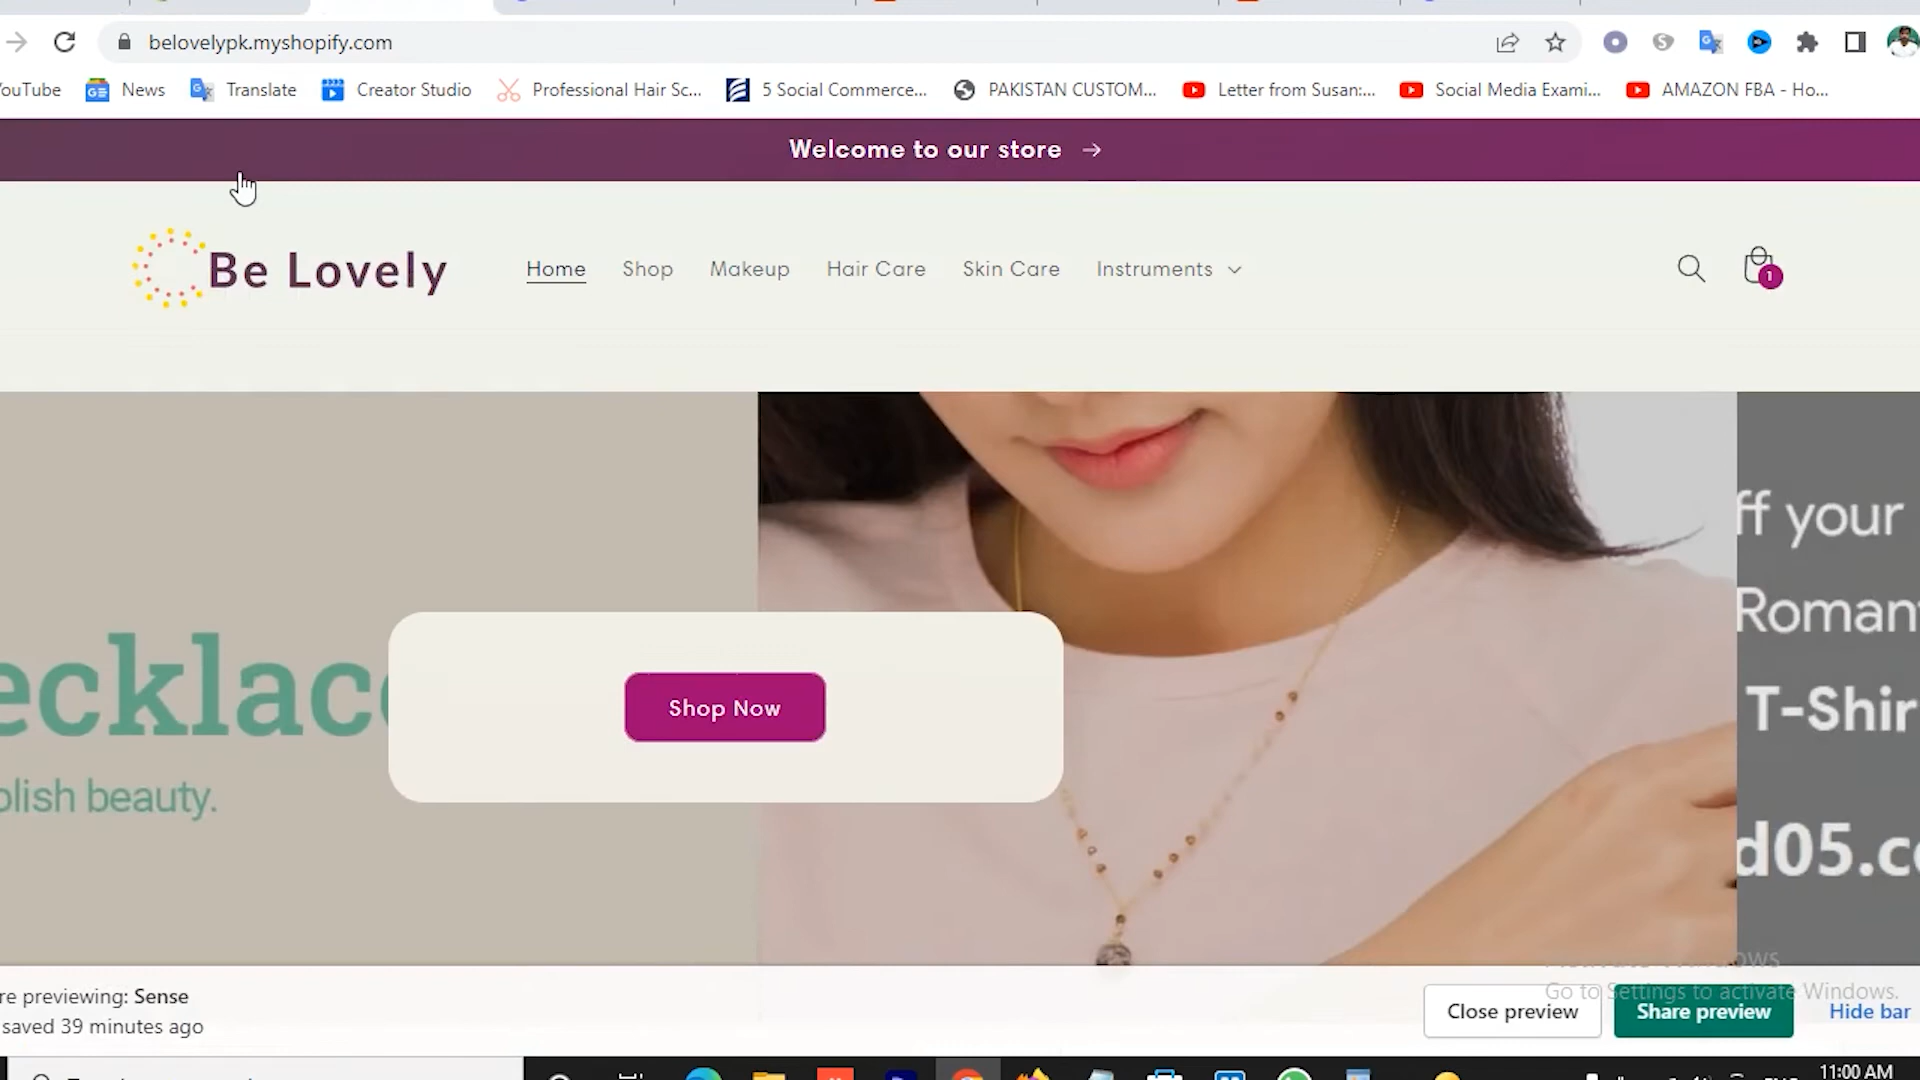 belovelypk.myshopify.com
ouTube News Translate Creator Studio Professional Hair Sc... 5 Social Commerce... PAKISTAN CUSTOM... Letter from Susan:... Social Media Exami... AMAZON FBA - Ho...
Welcome to our store →
Be Lovely Home Shop Makeup Hair Care Skin Care Instruments
1
ff your
Roman
ecklac
T-Shir
Shop Now
olish beauty.
d05.c
re previewing: Sense
saved 39 minutes ago
Go to Settings to activate Windows.
Close preview Share preview Hide bar
11:00 AM